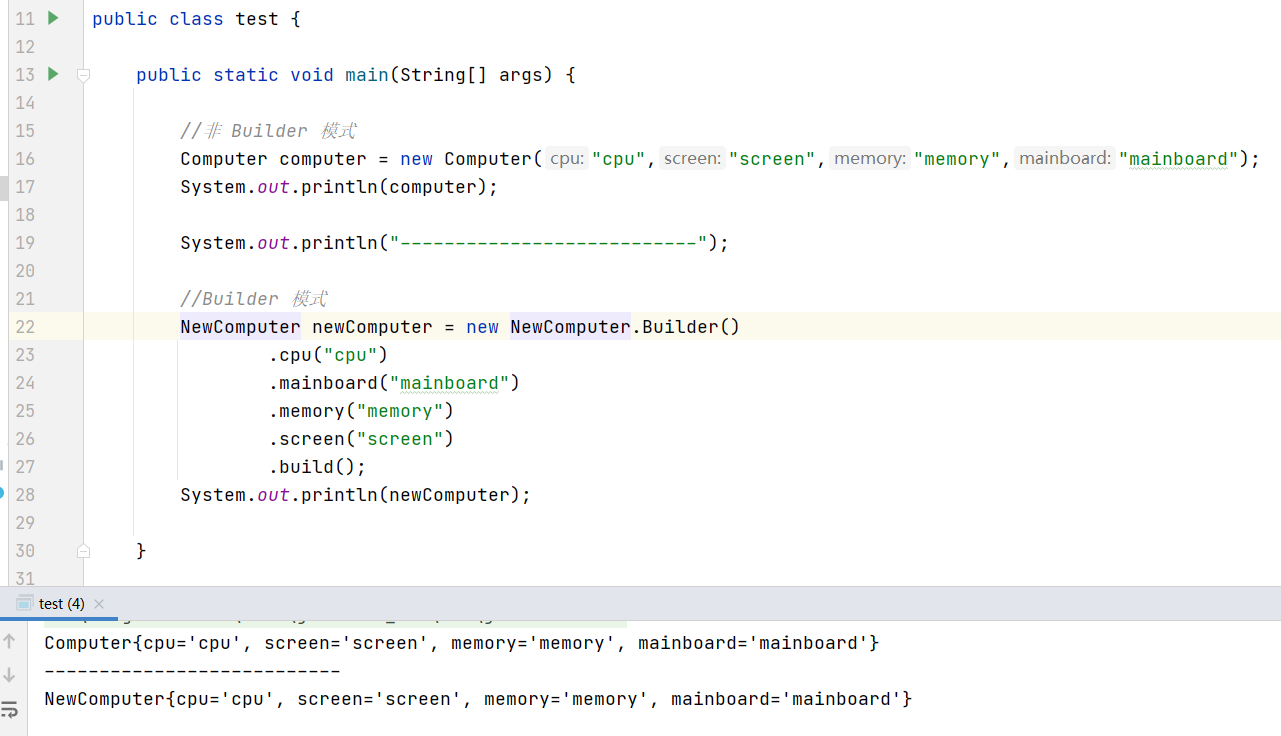 11 public class test {
12
13 public static void main(String[] args) {
14
15 //非 Builder 模式
16 Computer computer = new Computer( cpu: "cpu", screen: "screen", memory: "memory", mainboard: "mainboard");
17 System.out.println(computer);
18
19 System.out.println("---------------------------");
20
21 //Builder 模式
22 NewComputer newComputer = new NewComputer.Builder()
23 .cpu("cpu")
24 .mainboard("mainboard")
25 .memory("memory")
26 .screen("screen")
27 .build();
28 System.out.println(newComputer);
29
30 }
31
test (4)
Computer{cpu='cpu', screen='screen', memory='memory', mainboard='mainboard'}
---------------------------
NewComputer{cpu='cpu', screen='screen', memory='memory', mainboard='mainboard'}